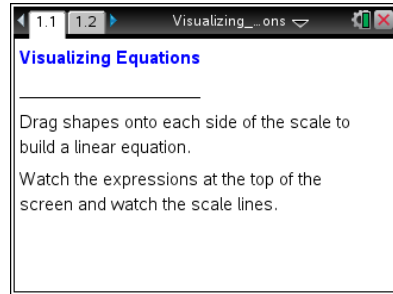 1.1 1.2 Visualizing_...ons
Visualizing Equations
Drag shapes onto each side of the scale to
build a linear equation.
Watch the expressions at the top of the
screen and watch the scale lines.